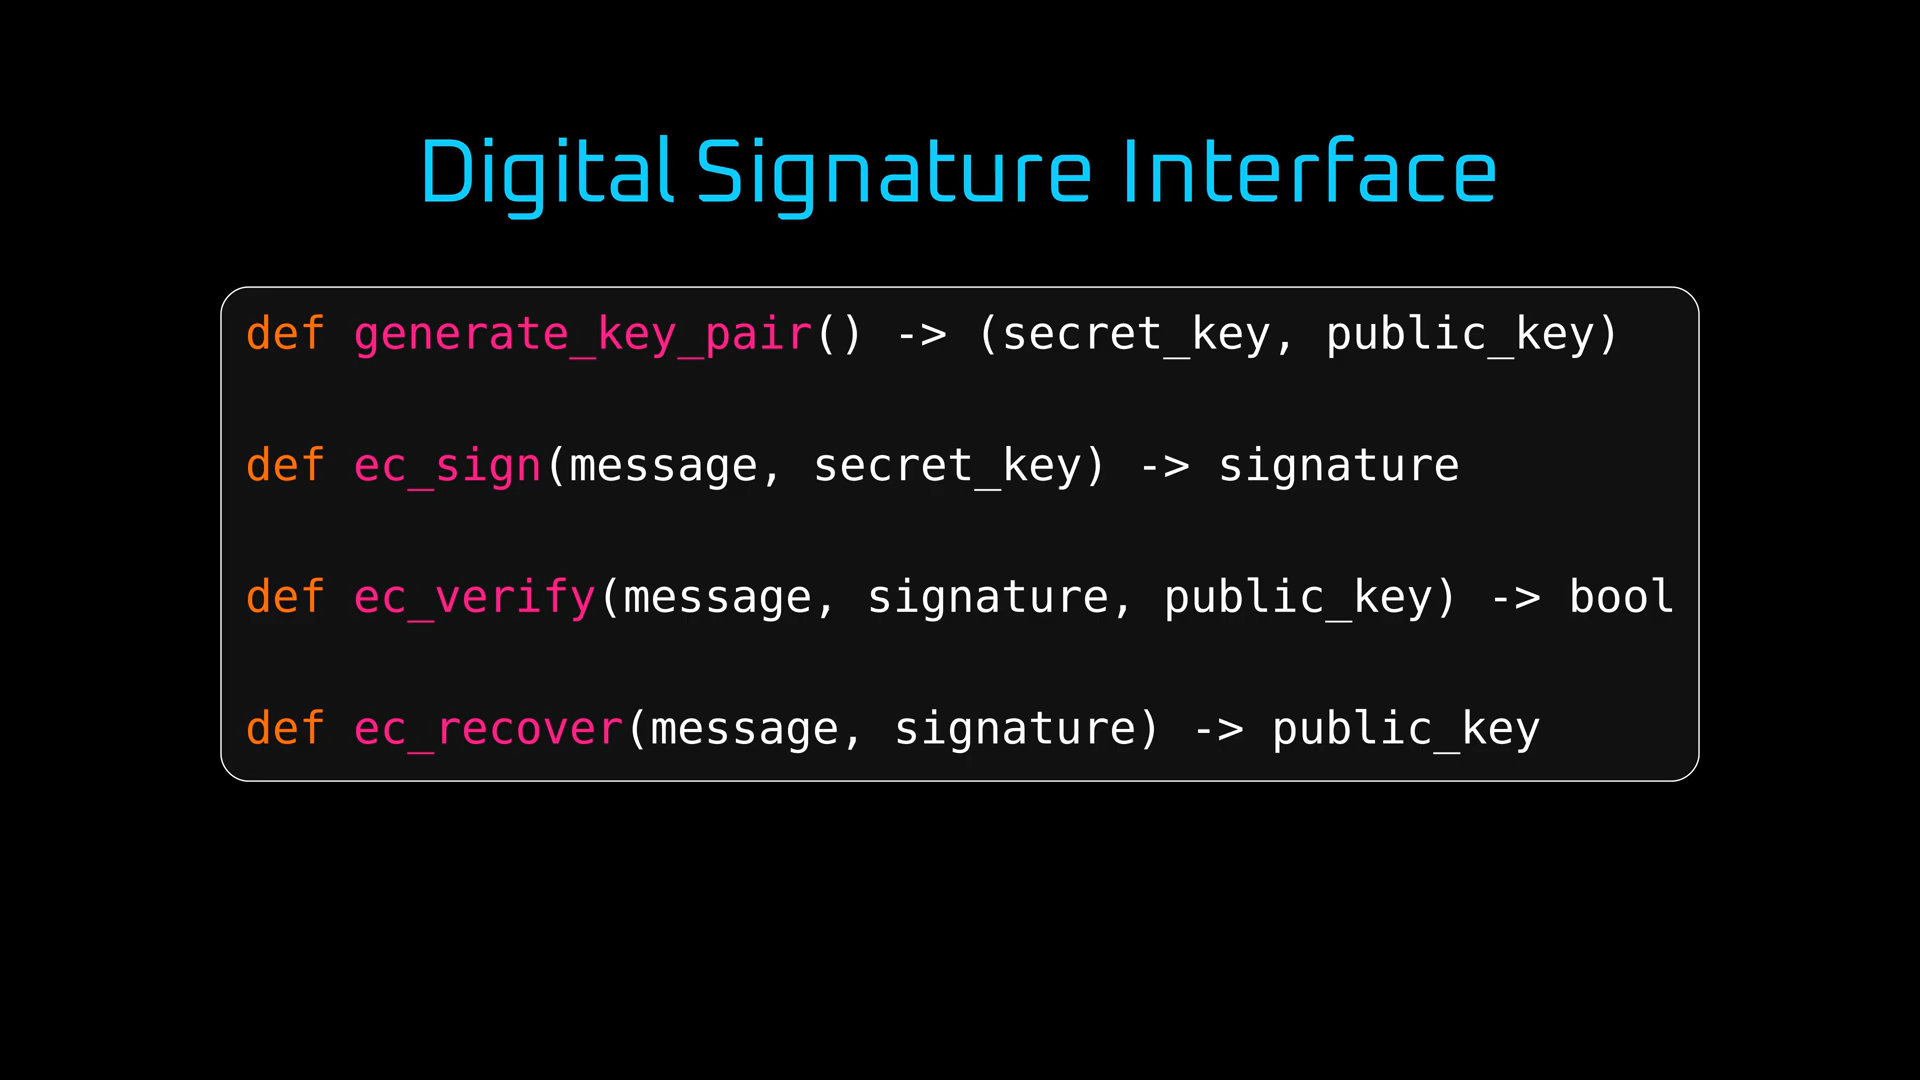 Digital Signature Interface
def generate_key_pair() -> (secret_key, public_key)
def ec_sign(message, secret_key) -> signature
def ec_verify(message, signature, public_key) -> bool
def ec_recover(message, signature) -> public_key